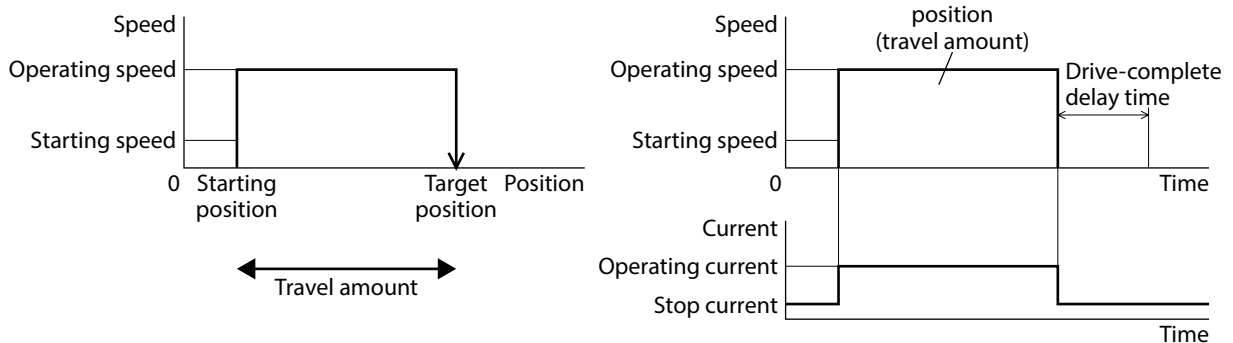 Speed
Operating speed
Starting speed
0
Starting
position
Target
position
Position
Travel amount
position
(travel amount)
Speed
Operating speed
Drive-complete
delay time
Starting speed
0
Time
Current
Operating current
Stop current
Time